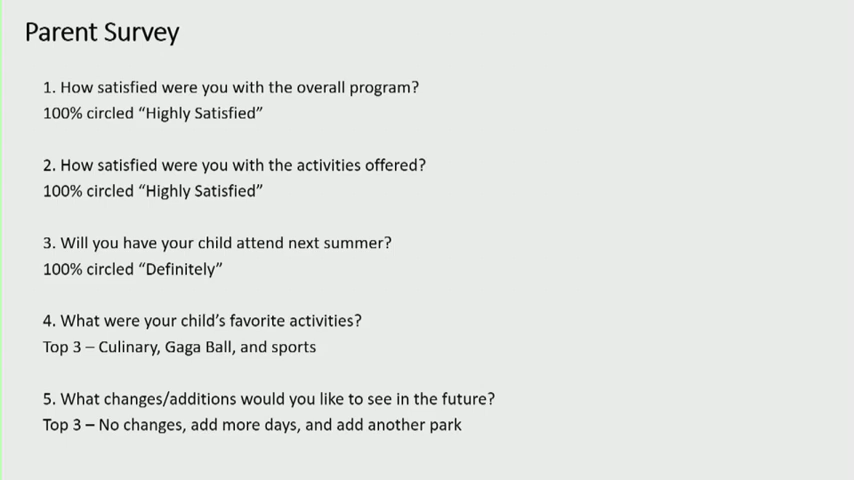 Parent Survey
1. How satisfied were you with the overall program?
100% circled “Highly Satisfied”
2. How satisfied were you with the activities offered?
100% circled “Highly Satisfied”
3. Will you have your child attend next summer?
100% circled “Definitely”
4. What were your child’s favorite activities?
Top 3 – Culinary, Gaga Ball, and sports
5. What changes/additions would you like to see in the future?
Top 3 – No changes, add more days, and add another park